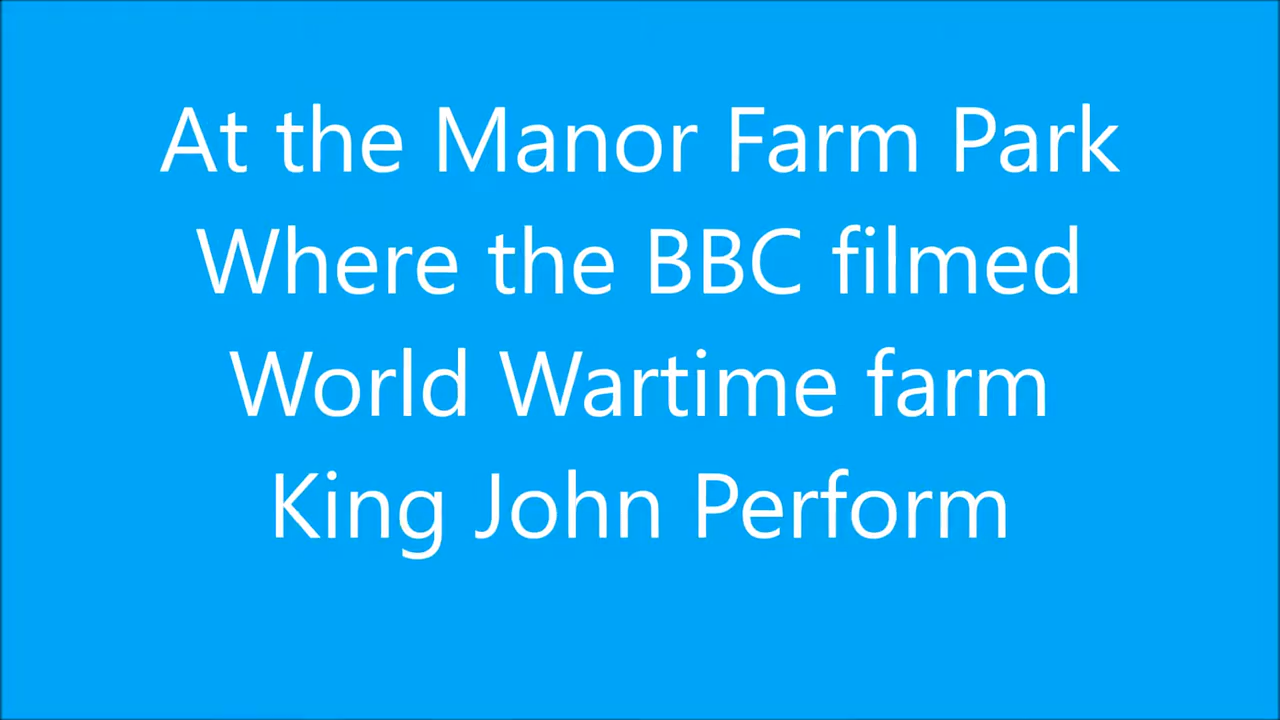 At the Manor Farm Park
Where the BBC filmed
World Wartime farm
King John Perform